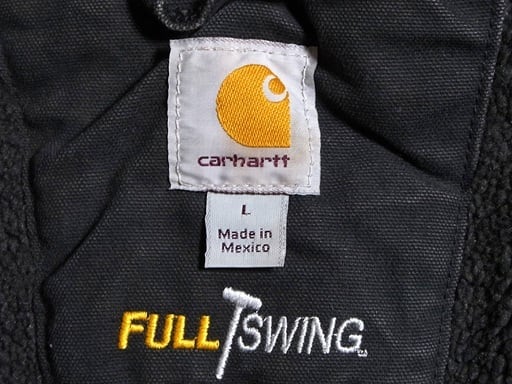 carhartt
L
Made in
Mexico
FULL SWING